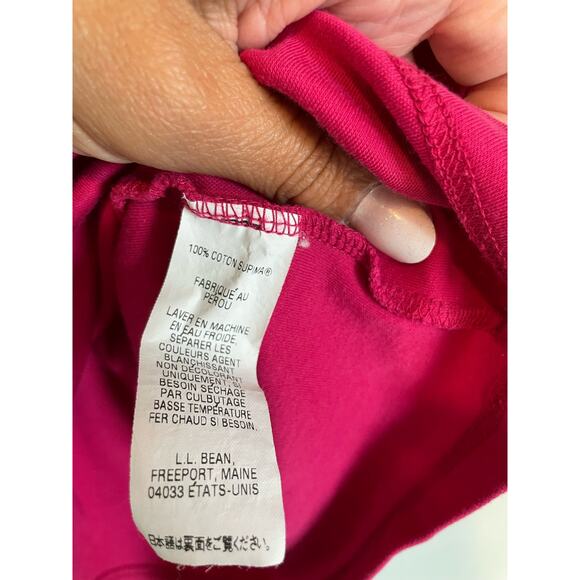 100% COTON SUPIMA®
FABRIQUÉ AU
PÉROU
LAVER EN MACHINE
EN EAU FROIDE.
SÉPARER LES
COULEURS AGENT
BLANCHISSANT
NON DÉCOLORANT
UNIQUEMENT, SI
BESOIN SÉCHAGE
PAR CULBUTAGE
BASSE TEMPÉRATURE
FER CHAUD SI BESOIN
L.L. BEAN,
FREEPORT, MAINE
04033 ÉTATS-UNIS
日本語は裏面をご覧ください。